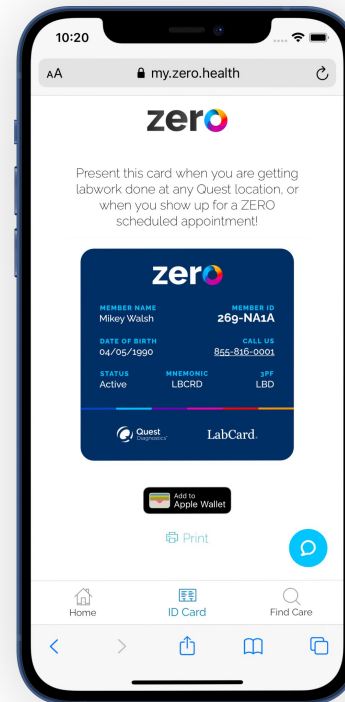 10:20
AA my.zero.health
zero
Present this card when you are getting
labwork done at any Quest location, or
when you show up for a ZERO
scheduled appointment!
zero
MEMBER NAME MEMBER ID
Mikey Walsh 269-NA1A
DATE OF BIRTH CALL US
04/05/1990 855-816-0001
STATUS MNEMONIC 3PF
Active LBCRD LBD
Quest
Diagnostics™
LabCard.
Add to
Apple Wallet
Print
Home ID Card Find Care